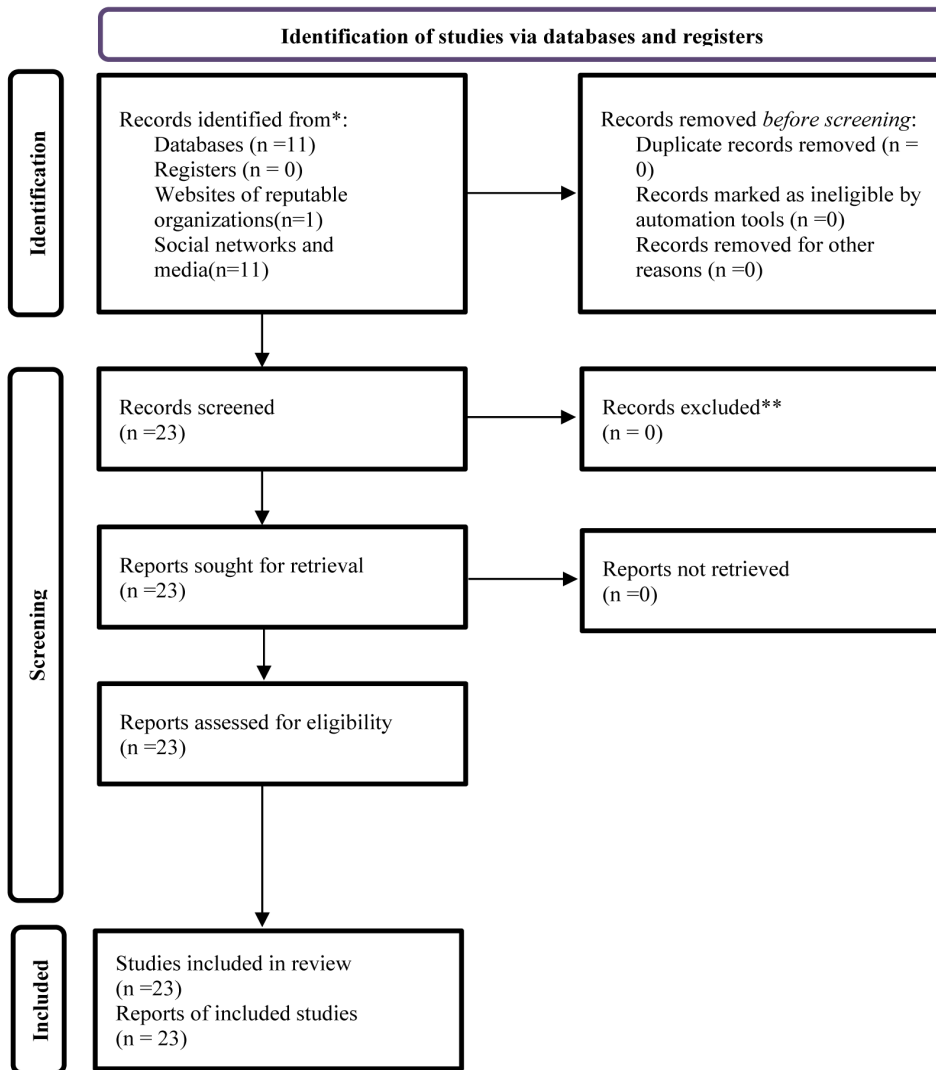 Identification of studies via databases and registers
Identification
Records identified from*:
Databases (n =11)
Registers (n = 0)
Websites of reputable
organizations(n=1)
Social networks and
media(n=11)
Records removed before screening:
Duplicate records removed (n =
0)
Records marked as ineligible by
automation tools (n =0)
Records removed for other
reasons (n =0)
Screening
Records screened
(n =23)
Records excluded**
(n = 0)
Reports sought for retrieval
(n =23)
Reports not retrieved
(n =0)
Reports assessed for eligibility
(n =23)
Included
Studies included in review
(n =23)
Reports of included studies
(n = 23)